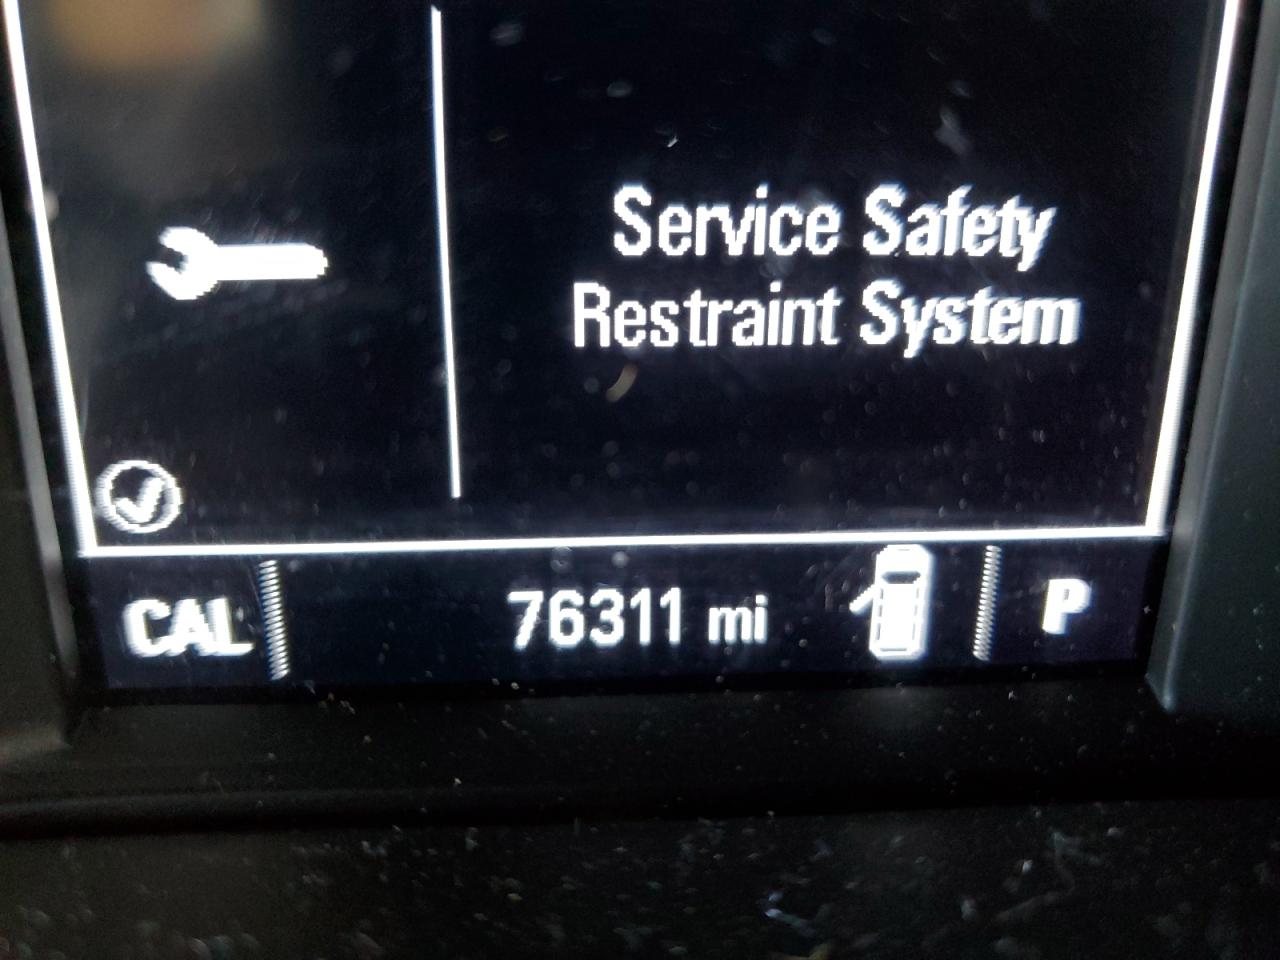 Service Safety
Restraint System
CAL 76311 mi P